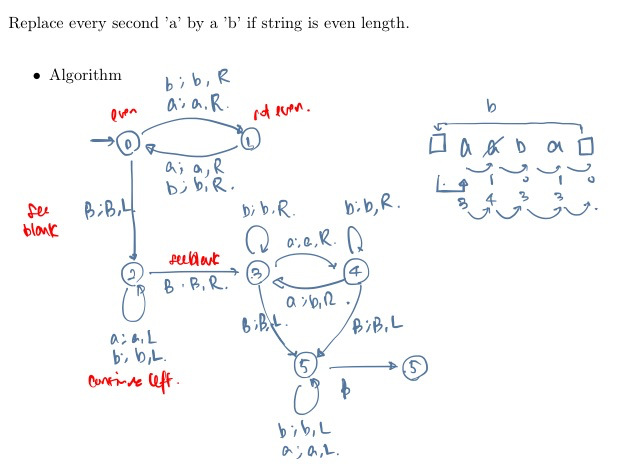 Replace every second 'a' by a 'b' if string is even length.
• Algorithm
b; b, R
a; a, R.
even
not even.
0
1
a; a, R
b; b, R.
b
□ a a b a □
1 0 1 0
3 4 3 3 .
See
blank
B; B, L
b; b, R.
b; b, R.
a; a, R.
see blank
2
3
4
B . B, R.
a; b, R .
a; a, L
b; b, L.
continue left.
B; B, L.
B; B, L
5
5
b; b, L
a; a, L.